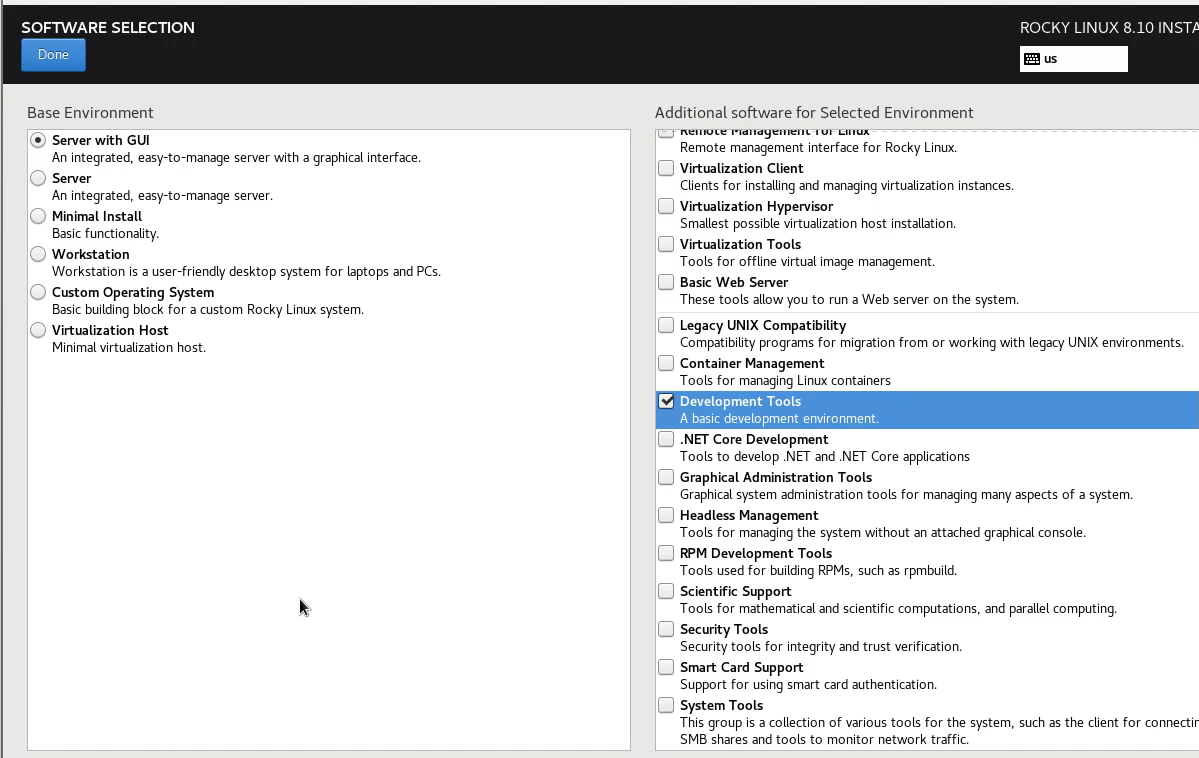 SOFTWARE SELECTION
ROCKY LINUX 8.10 INSTA
Done
us
Base Environment
Server with GUI
An integrated, easy-to-manage server with a graphical interface.
Server
An integrated, easy-to-manage server.
Minimal Install
Basic functionality.
Workstation
Workstation is a user-friendly desktop system for laptops and PCs.
Custom Operating System
Basic building block for a custom Rocky Linux system.
Virtualization Host
Minimal virtualization host.
Additional software for Selected Environment
Remote Management for Linux
Remote management interface for Rocky Linux.
Virtualization Client
Clients for installing and managing virtualization instances.
Virtualization Hypervisor
Smallest possible virtualization host installation.
Virtualization Tools
Tools for offline virtual image management.
Basic Web Server
These tools allow you to run a Web server on the system.
Legacy UNIX Compatibility
Compatibility programs for migration from or working with legacy UNIX environments.
Container Management
Tools for managing Linux containers
Development Tools
A basic development environment.
.NET Core Development
Tools to develop .NET and .NET Core applications
Graphical Administration Tools
Graphical system administration tools for managing many aspects of a system.
Headless Management
Tools for managing the system without an attached graphical console.
RPM Development Tools
Tools used for building RPMs, such as rpmbuild.
Scientific Support
Tools for mathematical and scientific computations, and parallel computing.
Security Tools
Security tools for integrity and trust verification.
Smart Card Support
Support for using smart card authentication.
System Tools
This group is a collection of various tools for the system, such as the client for connectin
SMB shares and tools to monitor network traffic.